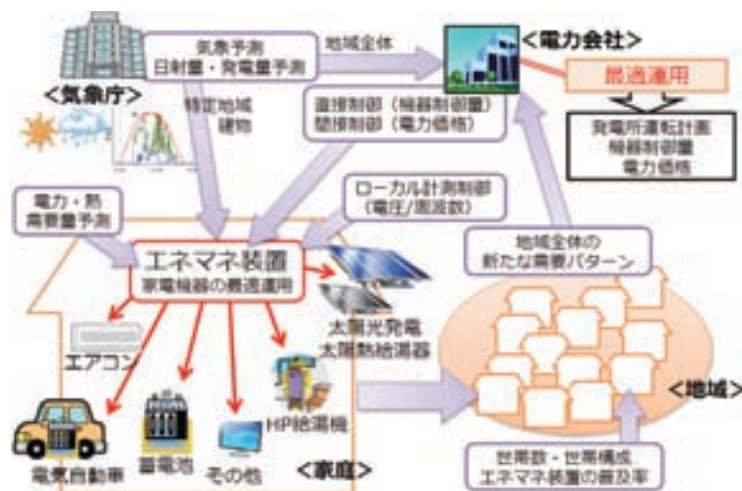 気象予測
日射量・発電量予測
地域全体
<電力会社>
最適運用
<気象庁>
特定地域
建物
直接制御（機器制御量）
間接制御（電力価格）
発電所運転計画
機器制御量
電力価格
電力・熱
需要量予測
ローカル計測制御
（電圧/周波数）
エネマネ装置
家電機器の最適運用
地域全体の
新たな需要パターン
太陽光発電
太陽熱給湯器
エアコン
HP給湯機
<地域>
電気自動車
蓄電池
その他
<家庭>
世帯数・世帯構成
エネマネ装置の普及率